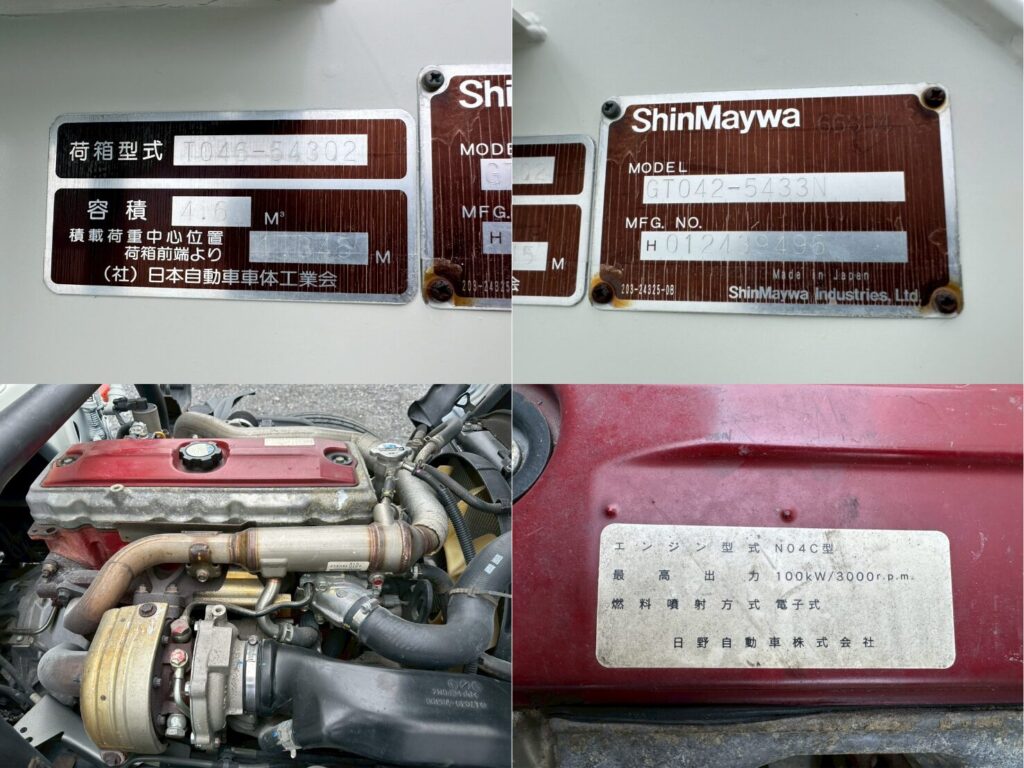 荷箱型式 T046-54302
容積 4.6 M³
積載荷重中心位置
荷箱前端より M
(社)日本自動車車体工業会
Shi
MODE
MFG.
H
203-24325-0
M
ShinMaywa
MODEL
GT042-5433N
MFG. NO.
H 012439496
Made in Japan
203-24325-0B
ShinMaywa Industries, Ltd.
エンジン型式 N04C型
最高出力 100kW/3000r.p.m.
燃料噴射方式 電子式
日野自動車株式会社